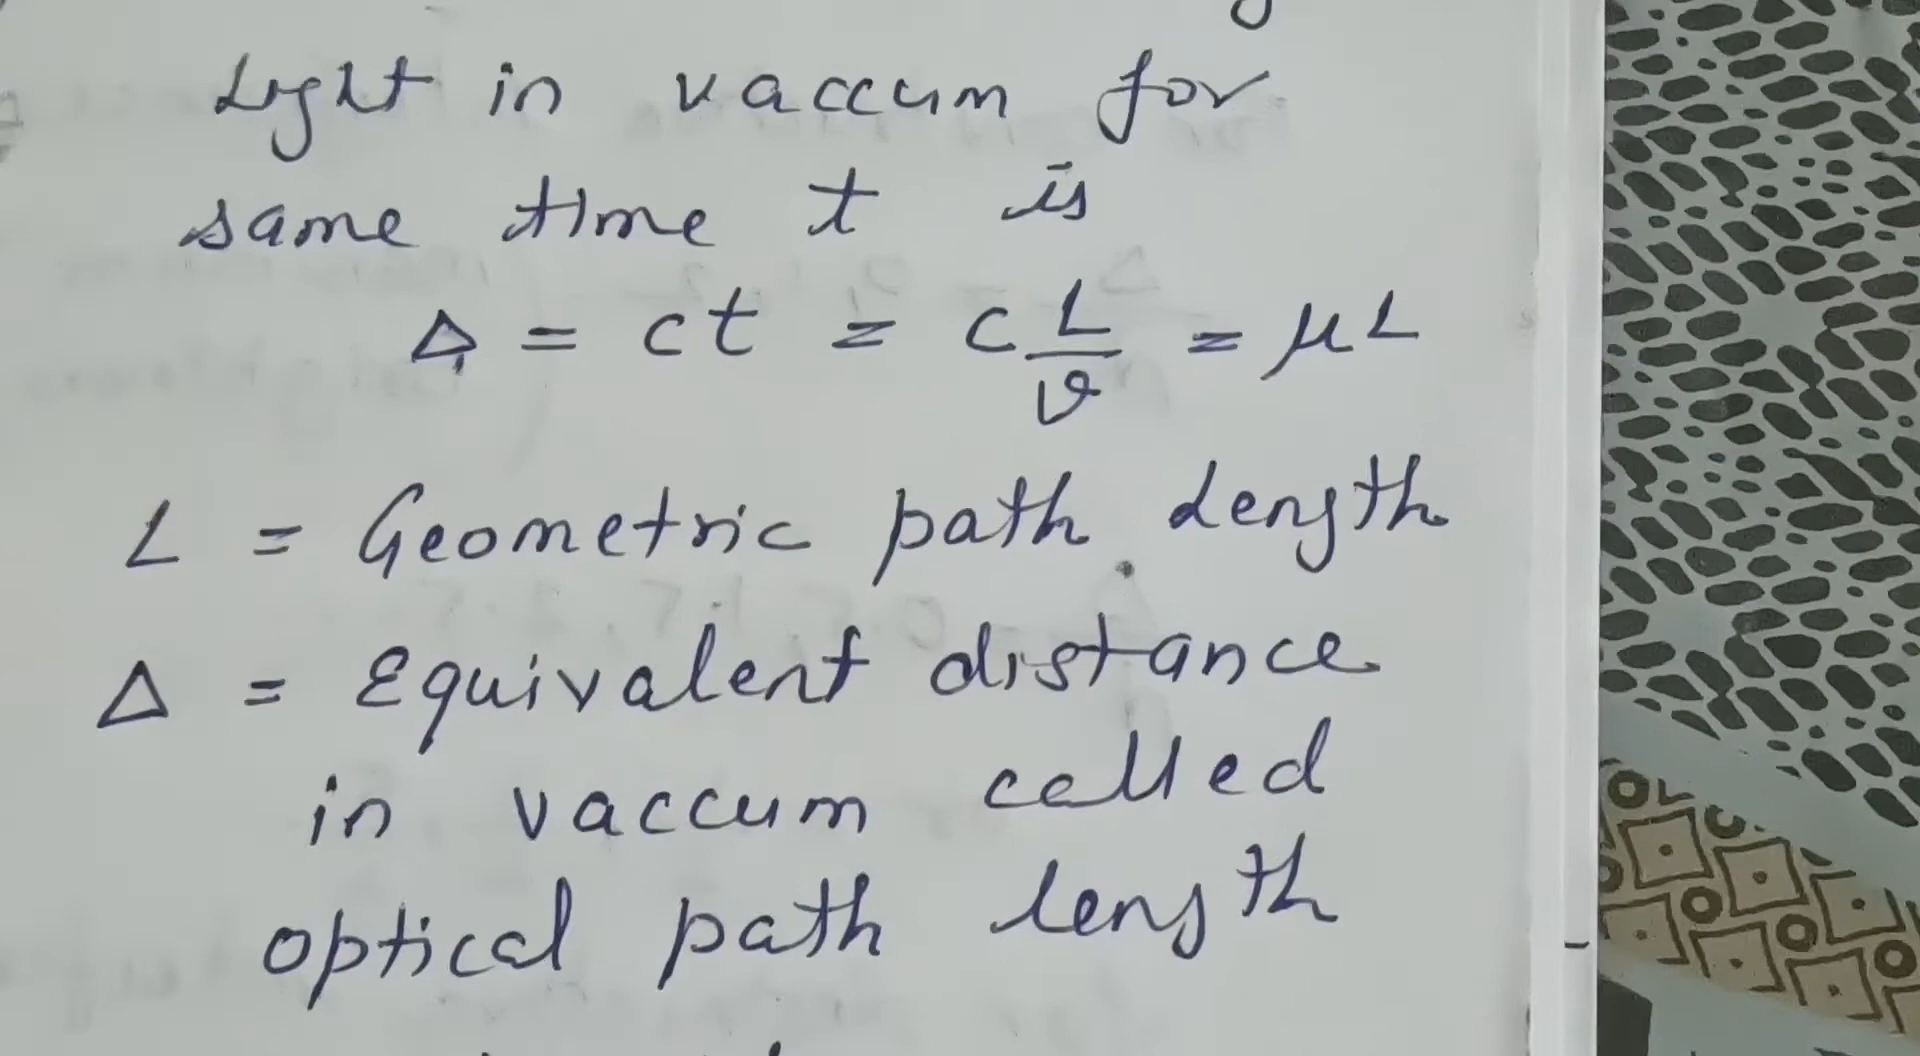 Light in vaccum for
same time t is
Δ = ct = c L/v = μL
L = Geometric path Length
Δ = Equivalent distance
in vaccum called
optical path length